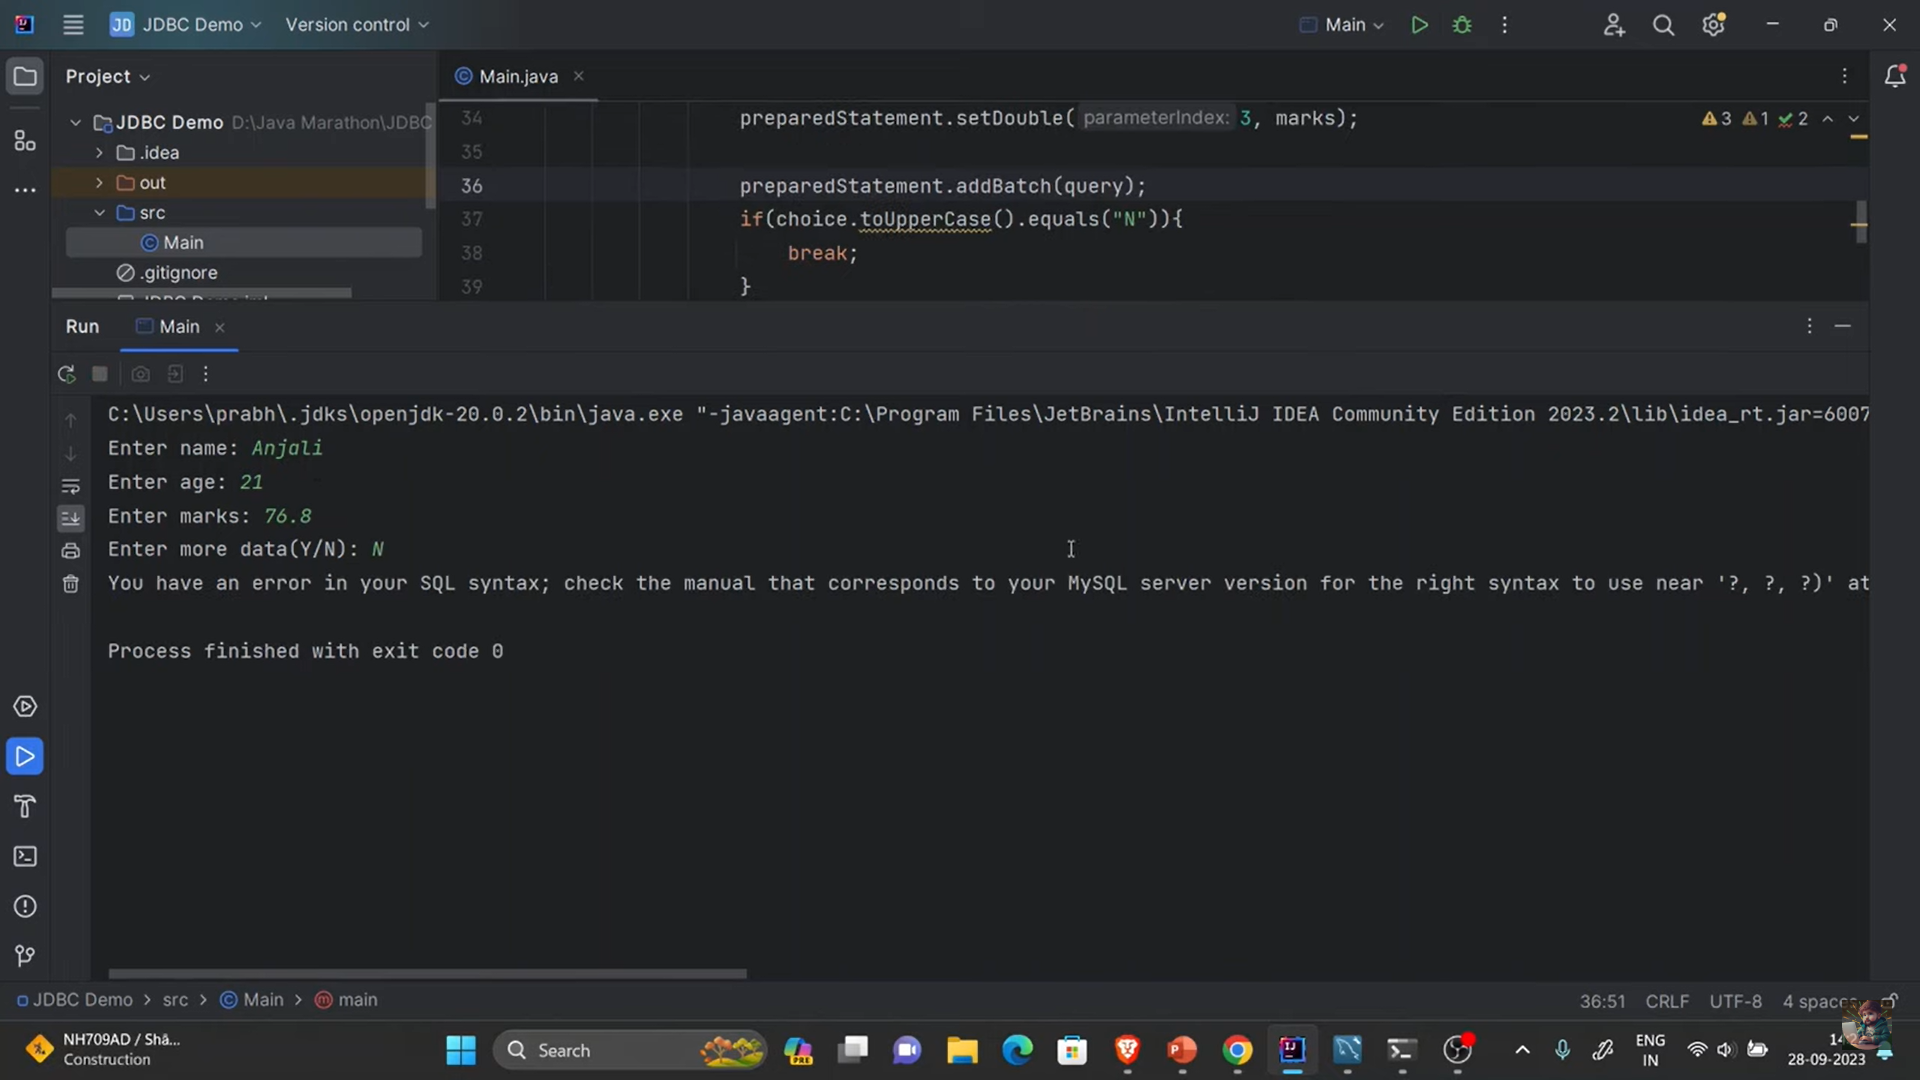 JD JDBC Demo Version control Main
Project Main.java
JDBC Demo D:\Java Marathon\JDBC
.idea
out
src
Main
.gitignore
34 preparedStatement.setDouble( parameterIndex: 3, marks);
35
36 preparedStatement.addBatch(query);
37 if(choice.toUpperCase().equals("N")){
38 break;
39 }
3 1 2
Run Main
C:\Users\prabh\.jdks\openjdk-20.0.2\bin\java.exe "-javaagent:C:\Program Files\JetBrains\IntelliJ IDEA Community Edition 2023.2\lib\idea_rt.jar=6007
Enter name: Anjali
Enter age: 21
Enter marks: 76.8
Enter more data(Y/N): N
You have an error in your SQL syntax; check the manual that corresponds to your MySQL server version for the right syntax to use near '?, ?, ?)' at
Process finished with exit code 0
JDBC Demo > src > Main > main 36:51 CRLF UTF-8 4
NH709AD / Shā...
Construction
Search
PRE
ENG
IN
28-09-2023